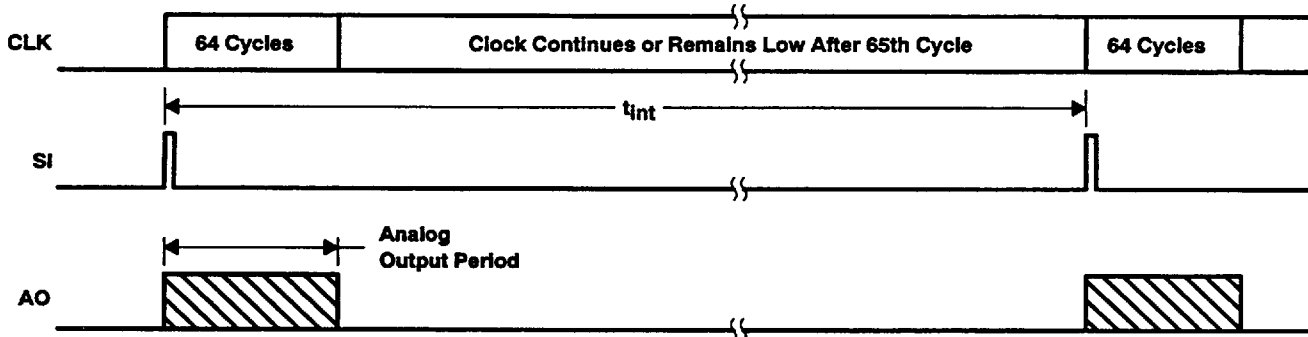 CLK
64 Cycles
Clock Continues or Remains Low After 65th Cycle
64 Cycles
tint
SI
Analog
Output Period
AO